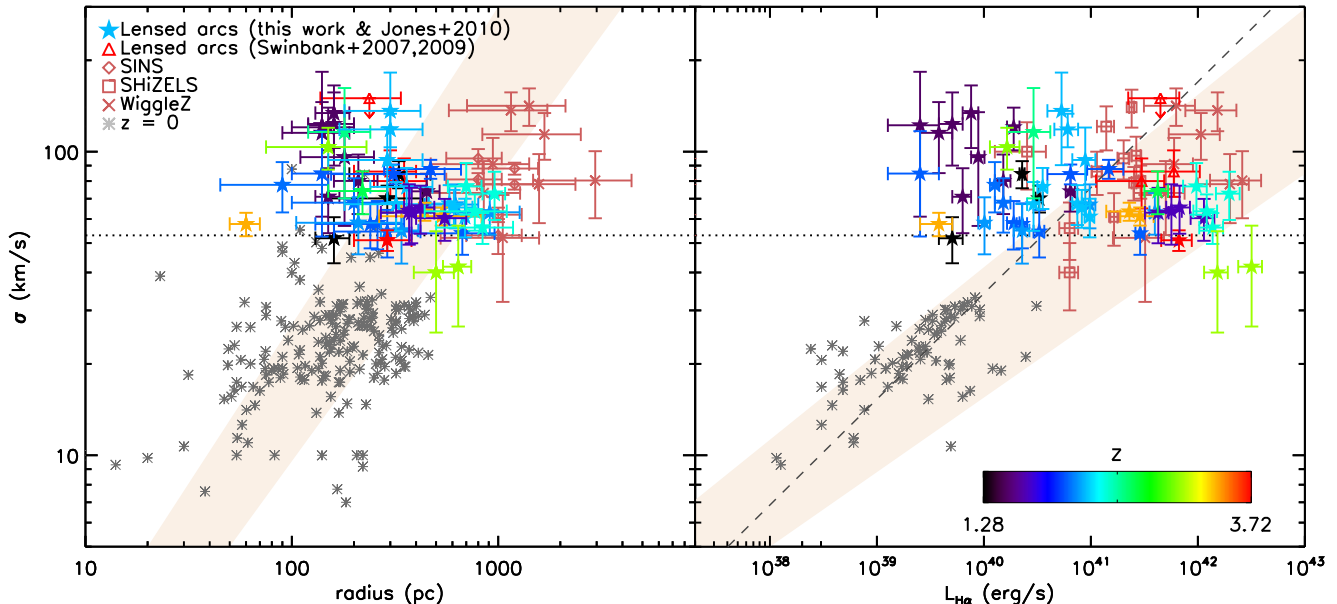 Lensed arcs (this work & Jones+2010)
Lensed arcs (Swinbank+2007,2009)
SINS
SHiZELS
WiggleZ
z = 0
100
10
σ (km/s)
10 100 1000
radius (pc)
z
1.28 3.72
10^38 10^39 10^40 10^41 10^42 10^43
L_Hα (erg/s)